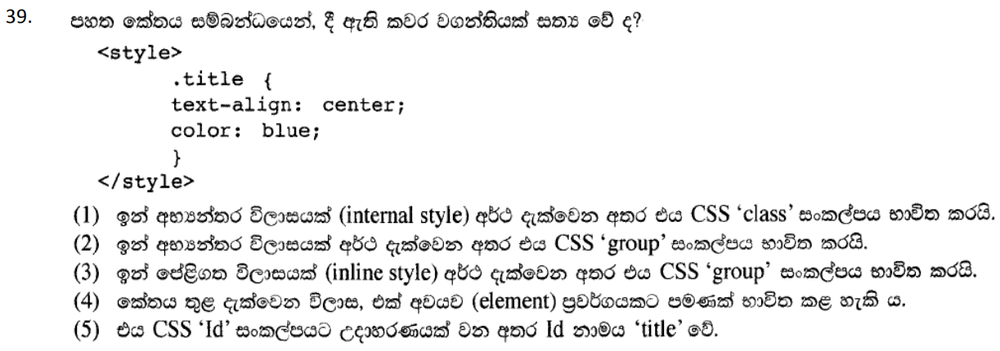 39. පහත කේතය සම්බන්ධයෙන්, දී ඇති කවර වගන්තියක් සත්‍ය වේ ද?
<style>
.title {
text-align: center;
color: blue;
}
</style>
(1) ඉන් අභ්‍යන්තර විලාසයක් (internal style) අර්ථ දැක්වෙන අතර එය CSS ‘class’ සංකල්පය භාවිත කරයි.
(2) ඉන් අභ්‍යන්තර විලාසයක් අර්ථ දැක්වෙන අතර එය CSS ‘group’ සංකල්පය භාවිත කරයි.
(3) ඉන් පේළිගත විලාසයක් (inline style) අර්ථ දැක්වෙන අතර එය CSS ‘group’ සංකල්පය භාවිත කරයි.
(4) කේතය තුළ දැක්වෙන විලාස, එක් අවයව (element) ප්‍රවර්ගයකට පමණක් භාවිත කළ හැකි ය.
(5) එය CSS ‘Id’ සංකල්පයට උදාහරණයක් වන අතර Id නාමය ‘title’ වේ.